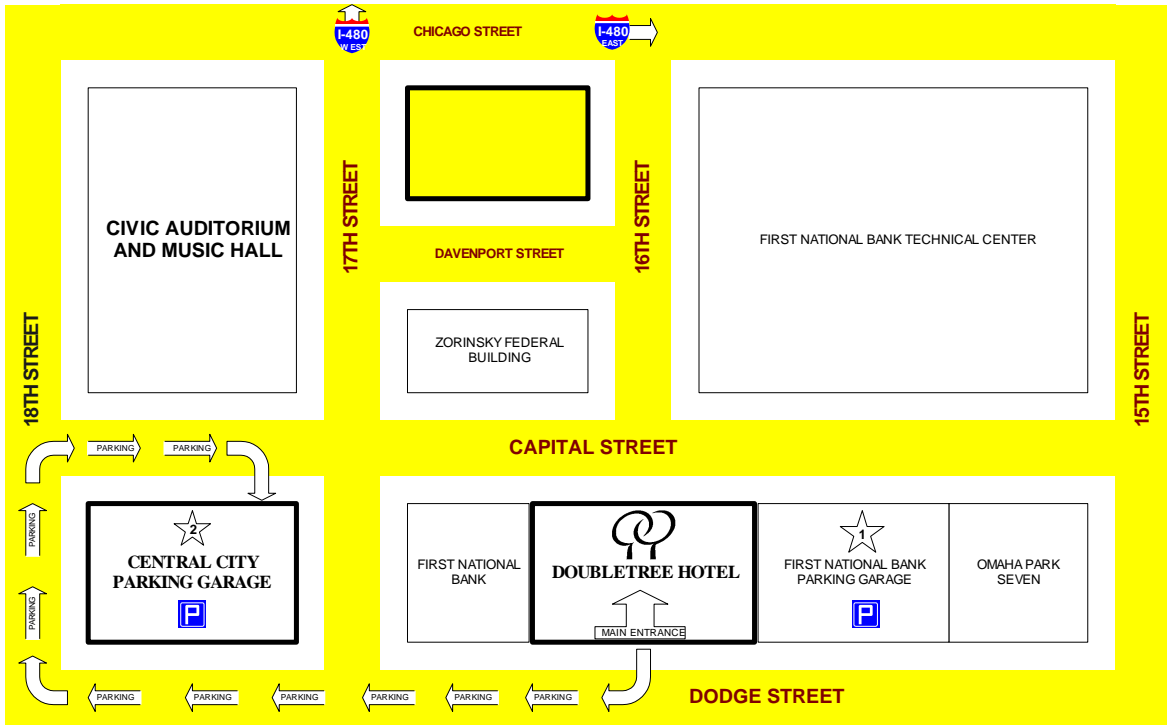 I-480
WEST
CHICAGO STREET
I-480
EAST
17TH STREET
16TH STREET
CIVIC AUDITORIUM
AND MUSIC HALL
DAVENPORT STREET
FIRST NATIONAL BANK TECHNICAL CENTER
18TH STREET
ZORINSKY FEDERAL
BUILDING
15TH STREET
PARKING
PARKING
CAPITAL STREET
PARKING
2
CENTRAL CITY
PARKING GARAGE
P
FIRST NATIONAL
BANK
DOUBLETREE HOTEL
MAIN ENTRANCE
1
FIRST NATIONAL BANK
PARKING GARAGE
P
OMAHA PARK
SEVEN
PARKING
PARKING
PARKING
PARKING
PARKING
PARKING
PARKING
DODGE STREET